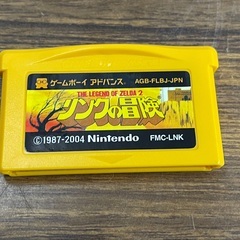 ゲームボーイ アドバンス AGB-FLBJ-JPN
THE LEGEND OF ZELDA 2
リンクの冒険
©1987-2004 Nintendo FMC-LNK